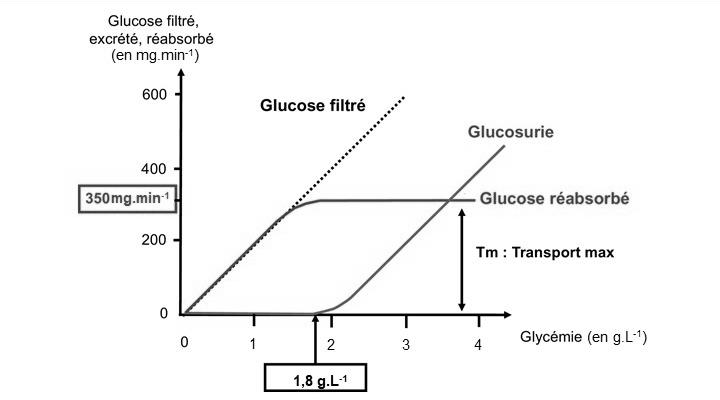 Glucose filtré,
excrété, réabsorbé
(en mg.min⁻¹)
600
Glucose filtré
Glucosurie
400
350mg.min⁻¹
Glucose réabsorbé
200
Tm : Transport max
0
Glycémie (en g.L⁻¹)
0 1 2 3 4
1,8 g.L⁻¹